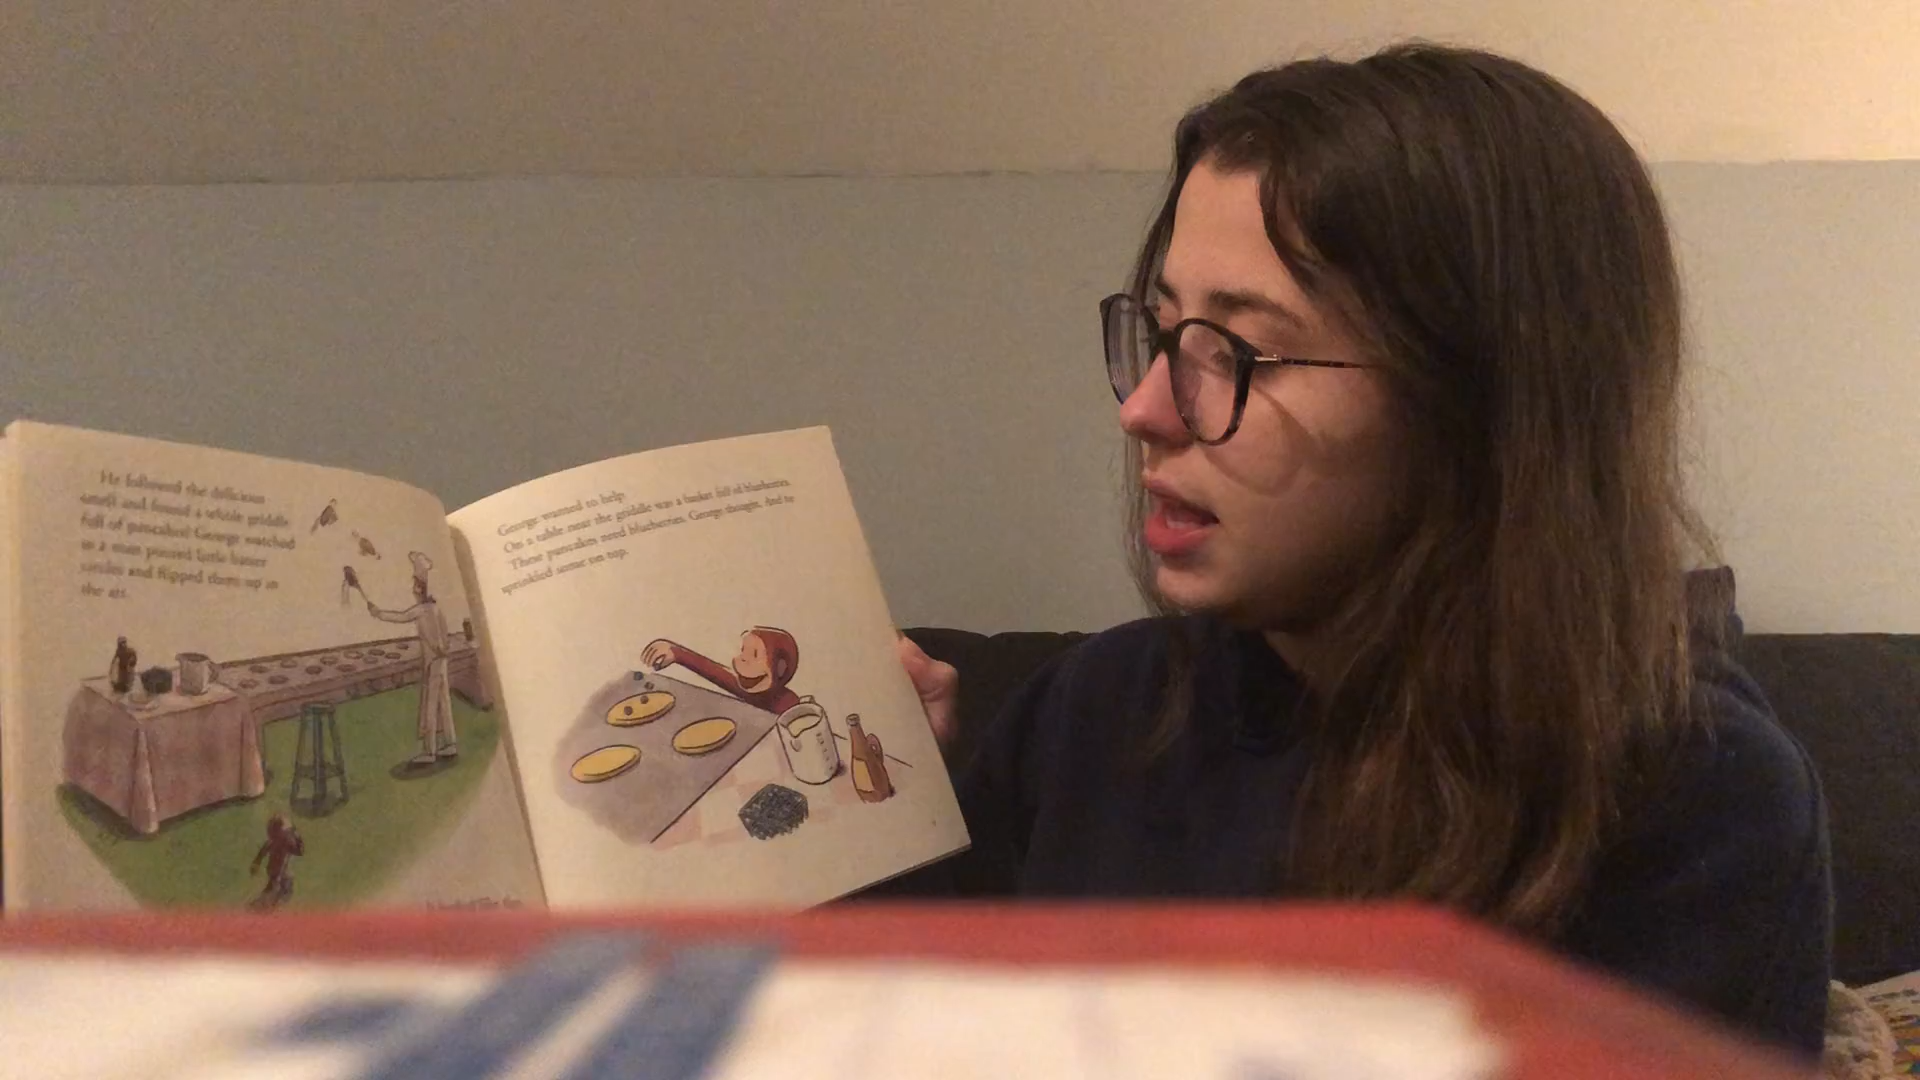 He followed the delicious
smell and found a whole griddle
full of pancakes! George watched
as a man poured little batter
circles and flipped them up in
the air.
George wanted to help.
On a table near the griddle was a basket full of blueberries.
These pancakes need blueberries, George thought. And he
sprinkled some on top.